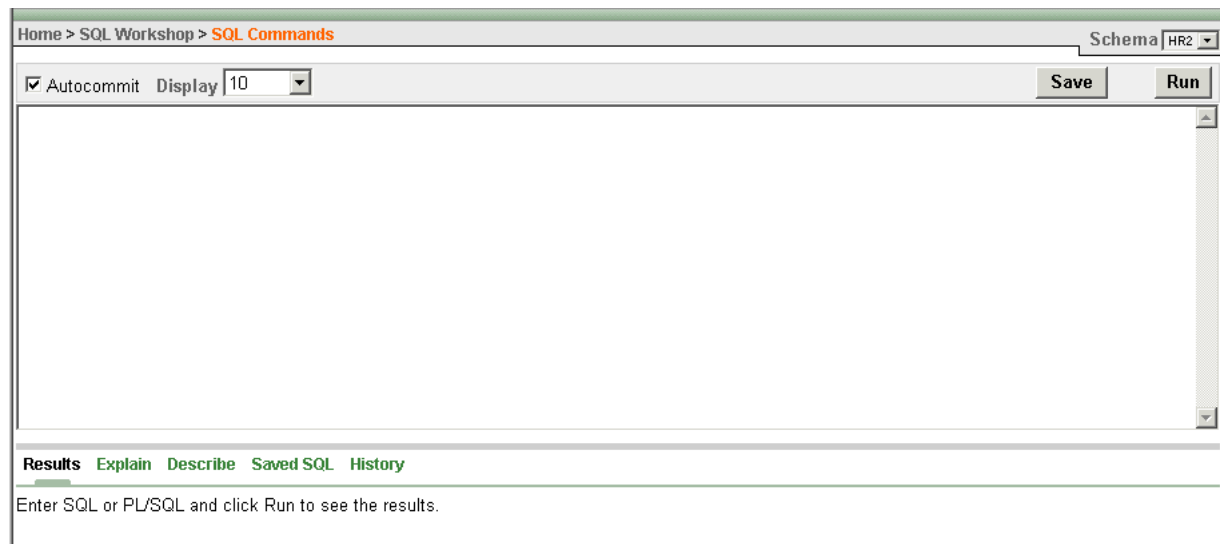 Home > SQL Workshop > SQL Commands
Schema HR2
Autocommit Display 10 Save Run
Results Explain Describe Saved SQL History
Enter SQL or PL/SQL and click Run to see the results.